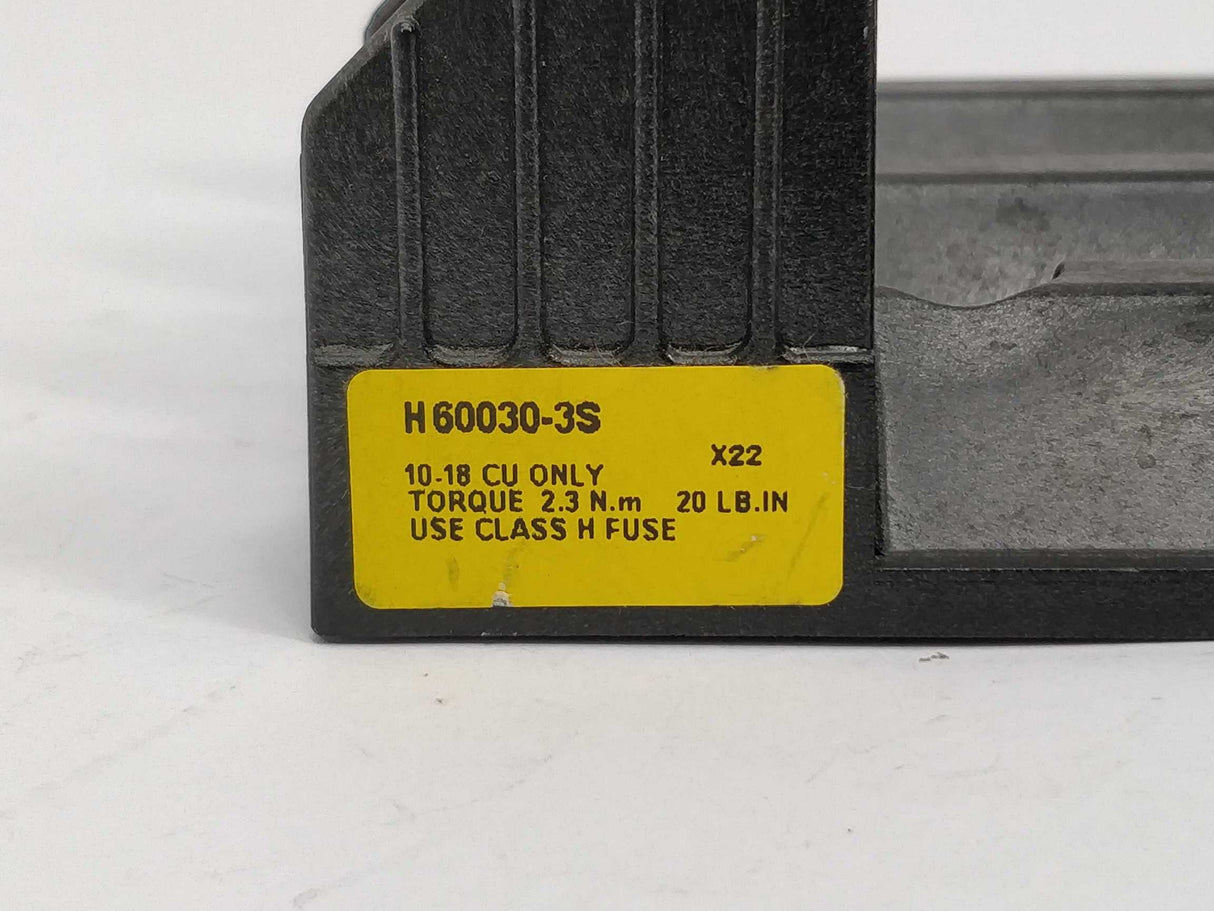 H60030-3S
X22
10-18 CU ONLY
TORQUE 2.3 N.m 20 LB.IN
USE CLASS H FUSE